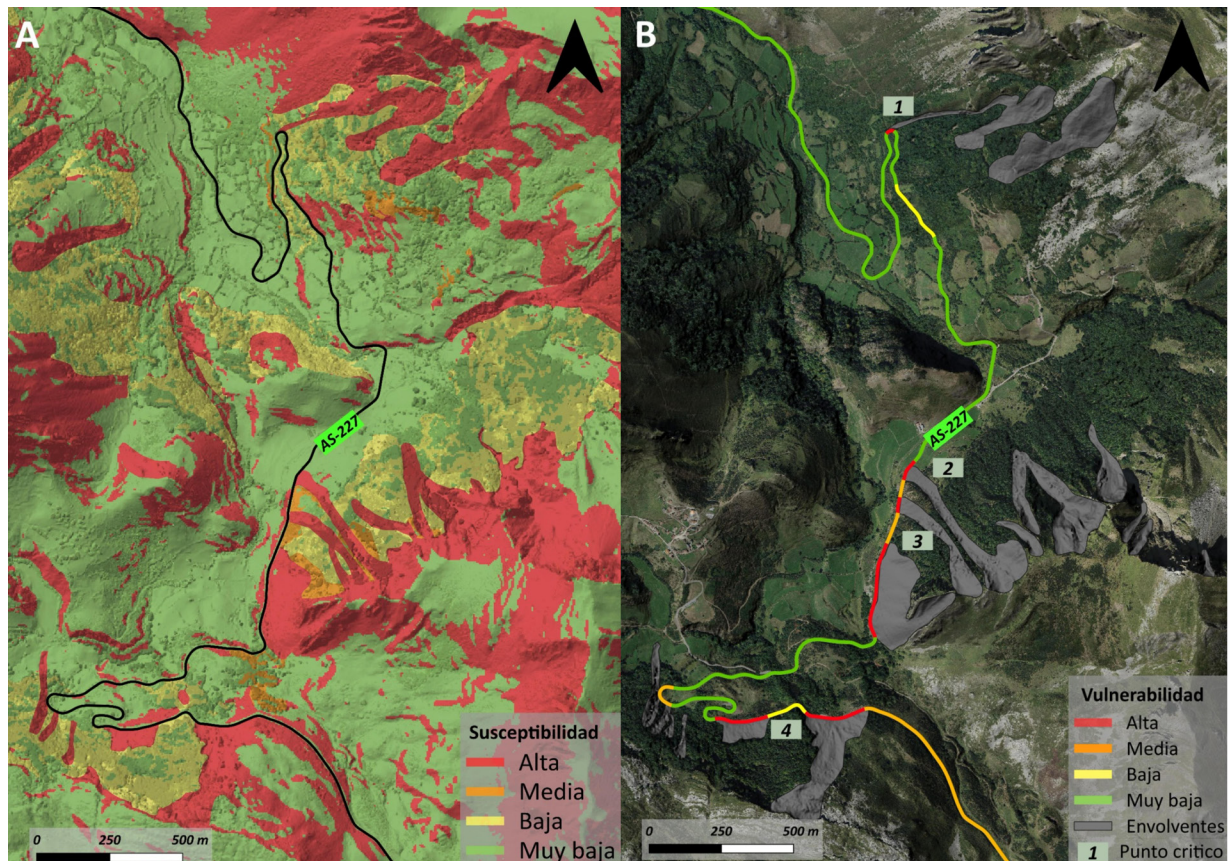 A
AS-227
Susceptibilidad
Alta
Media
Baja
Muy baja
0 250 500 m
B
1
AS-227
2
3
4
Vulnerabilidad
Alta
Media
Baja
Muy baja
Envolventes
1 Punto critico
0 250 500 m